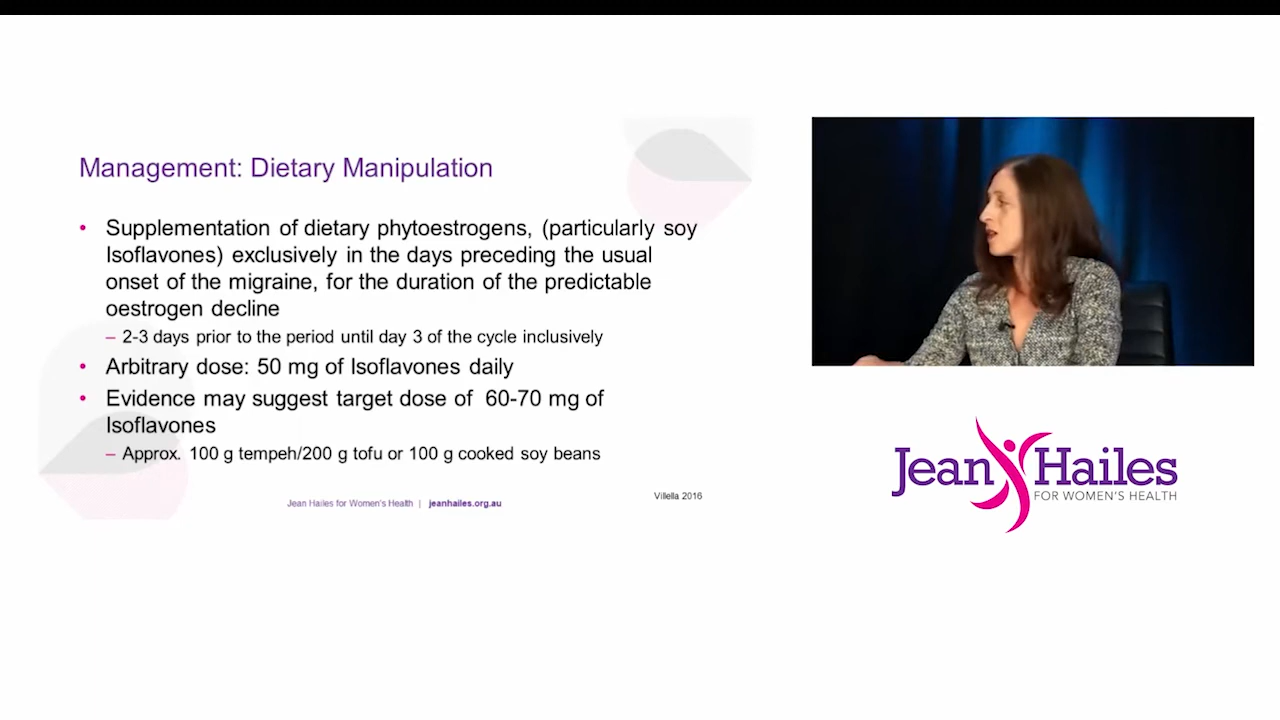 Management: Dietary Manipulation
• Supplementation of dietary phytoestrogens, (particularly soy
Isoflavones) exclusively in the days preceding the usual
onset of the migraine, for the duration of the predictable
oestrogen decline
– 2-3 days prior to the period until day 3 of the cycle inclusively
• Arbitrary dose: 50 mg of Isoflavones daily
• Evidence may suggest target dose of 60-70 mg of
Isoflavones
– Approx. 100 g tempeh/200 g tofu or 100 g cooked soy beans
Villella 2016
Jean Hailes for Women's Health | jeanhailes.org.au
Jean Hailes
FOR WOMEN'S HEALTH